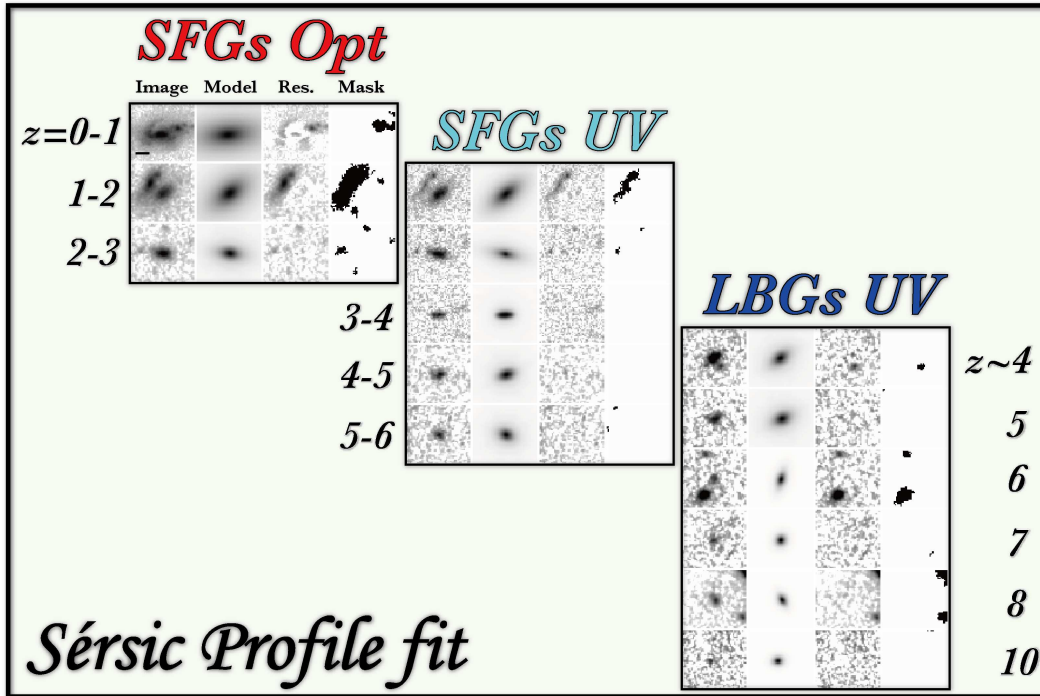 SFGs Opt
Image Model Res. Mask
z=0-1
1-2
2-3
SFGs UV
3-4
4-5
5-6
LBGs UV
z~4
5
6
7
8
10
Sérsic Profile fit